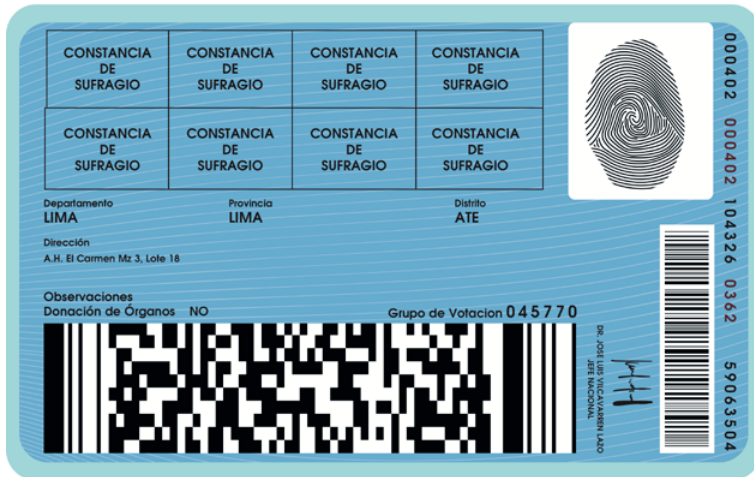 CONSTANCIA DE SUFRAGIO
CONSTANCIA DE SUFRAGIO
CONSTANCIA DE SUFRAGIO
CONSTANCIA DE SUFRAGIO
CONSTANCIA DE SUFRAGIO
CONSTANCIA DE SUFRAGIO
CONSTANCIA DE SUFRAGIO
CONSTANCIA DE SUFRAGIO
Departamento Provincia Distrito
LIMA LIMA ATE
Dirección
A.H. El Carmen Mz 3, Lote 18
Observaciones
Donación de Órganos NO Grupo de Votacion 045770
DR. JOSE LUIS VILCAVARREN LAZO
JEFE NACIONAL
000402 000402 104326 0362 59063504